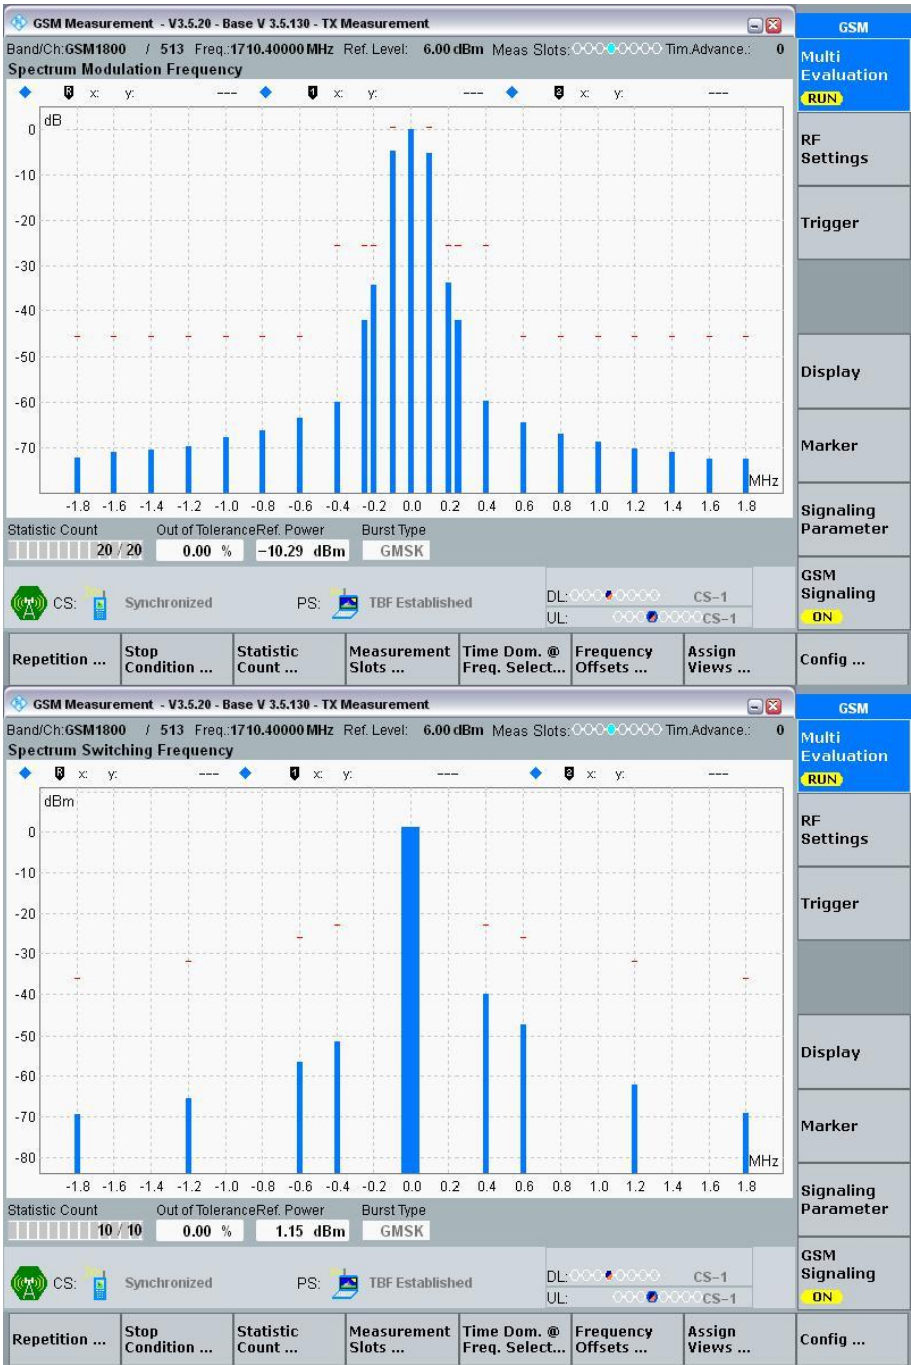 GSM Measurement - V3.5.20 - Base V 3.5.130 - TX Measurement
GSM
Band/Ch:GSM1800 / 513 Freq.:1710.40000 MHz Ref. Level: 6.00 dBm Meas Slots: Tim.Advance.: 0
Spectrum Modulation Frequency
Multi
Evaluation
RUN
R x: y: --- 1 x: y: --- 2 x: y: ---
dB
0
-10
-20
-30
-40
-50
-60
-70
MHz
-1.8 -1.6 -1.4 -1.2 -1.0 -0.8 -0.6 -0.4 -0.2 0.0 0.2 0.4 0.6 0.8 1.0 1.2 1.4 1.6 1.8
RF
Settings
Trigger
Display
Marker
Signaling
Parameter
GSM
Signaling
ON
Statistic Count Out of Tolerance Ref. Power Burst Type
20 / 20 0.00 % -10.29 dBm GMSK
CS: Synchronized PS: TBF Established DL: CS-1
UL: CS-1
Repetition ... Stop Condition ... Statistic Count ... Measurement Slots ... Time Dom. @ Freq. Select... Frequency Offsets ... Assign Views ... Config ...
GSM Measurement - V3.5.20 - Base V 3.5.130 - TX Measurement
GSM
Band/Ch:GSM1800 / 513 Freq.:1710.40000 MHz Ref. Level: 6.00 dBm Meas Slots: Tim.Advance.: 0
Spectrum Switching Frequency
Multi
Evaluation
RUN
R x: y: --- 1 x: y: --- 2 x: y: ---
dBm
0
-10
-20
-30
-40
-50
-60
-70
-80
MHz
-1.8 -1.6 -1.4 -1.2 -1.0 -0.8 -0.6 -0.4 -0.2 0.0 0.2 0.4 0.6 0.8 1.0 1.2 1.4 1.6 1.8
RF
Settings
Trigger
Display
Marker
Signaling
Parameter
GSM
Signaling
ON
Statistic Count Out of Tolerance Ref. Power Burst Type
10 / 10 0.00 % 1.15 dBm GMSK
CS: Synchronized PS: TBF Established DL: CS-1
UL: CS-1
Repetition ... Stop Condition ... Statistic Count ... Measurement Slots ... Time Dom. @ Freq. Select... Frequency Offsets ... Assign Views ... Config ...